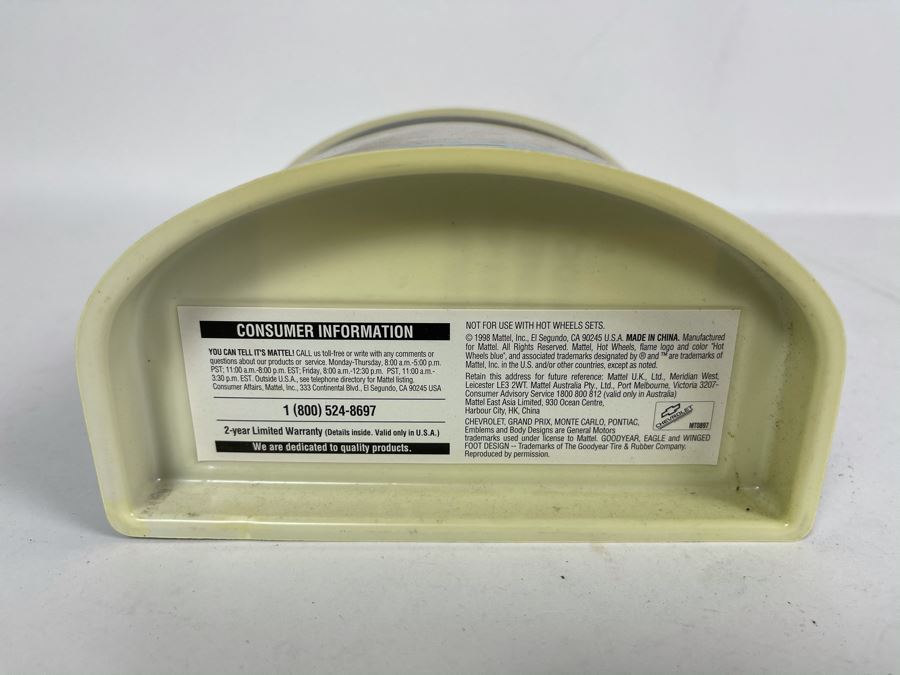 CONSUMER INFORMATION
YOU CAN TELL IT'S MATTEL! CALL us toll-free or write with any comments or
questions about our products or service. Monday-Thursday, 8:00 a.m.-5:00 p.m.
PST; 11:00 a.m.-8:00 p.m. EST; Friday, 8:00 a.m.-12:30 p.m. PST, 11:00 a.m.-
3:30 p.m. EST. Outside U.S.A., see telephone directory for Mattel listing.
Consumer Affairs, Mattel, Inc., 333 Continental Blvd., El Segundo, CA 90245 USA
1 (800) 524-8697
2-year Limited Warranty (Details inside. Valid only in U.S.A.)
We are dedicated to quality products.
NOT FOR USE WITH HOT WHEELS SETS.
© 1998 Mattel, Inc., El Segundo, CA 90245 U.S.A. MADE IN CHINA. Manufactured
for Mattel. All Rights Reserved. Mattel, Hot Wheels, flame logo and color "Hot
Wheels blue", and associated trademarks designated by ® and ™ are trademarks of
Mattel, Inc. in the U.S. and/or other countries, except as noted.
Retain this address for future reference: Mattel U.K., Ltd., Meridian West,
Leicester LE3 2WT. Mattel Australia Pty., Ltd., Port Melbourne, Victoria 3207-
Consumer Advisory Service 1800 800 812 (valid only in Australia)
Mattel East Asia Limited, 930 Ocean Centre,
Harbour City, HK, China
CHEVROLET
MT9897
CHEVROLET, GRAND PRIX, MONTE CARLO, PONTIAC,
Emblems and Body Designs are General Motors
trademarks used under license to Mattel. GOODYEAR, EAGLE and WINGED
FOOT DESIGN -- Trademarks of The Goodyear Tire & Rubber Company.
Reproduced by permission.